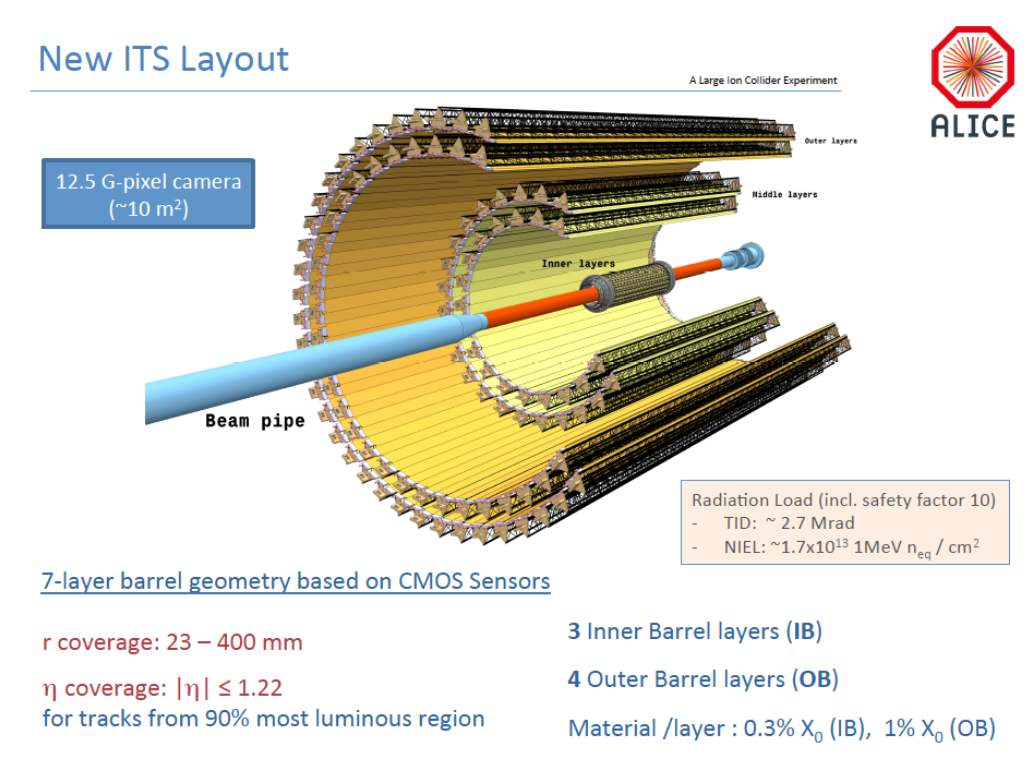 New ITS Layout
A Large Ion Collider Experiment
ALICE
12.5 G-pixel camera
(~10 m²)
Outer layers
Middle layers
Inner layers
Beam pipe
Radiation Load (incl. safety factor 10)
- TID: ~ 2.7 Mrad
- NIEL: ~1.7x10¹³ 1MeV n_eq / cm²
7-layer barrel geometry based on CMOS Sensors
r coverage: 23 – 400 mm
η coverage: |η| ≤ 1.22
for tracks from 90% most luminous region
3 Inner Barrel layers (IB)
4 Outer Barrel layers (OB)
Material /layer : 0.3% X₀ (IB), 1% X₀ (OB)